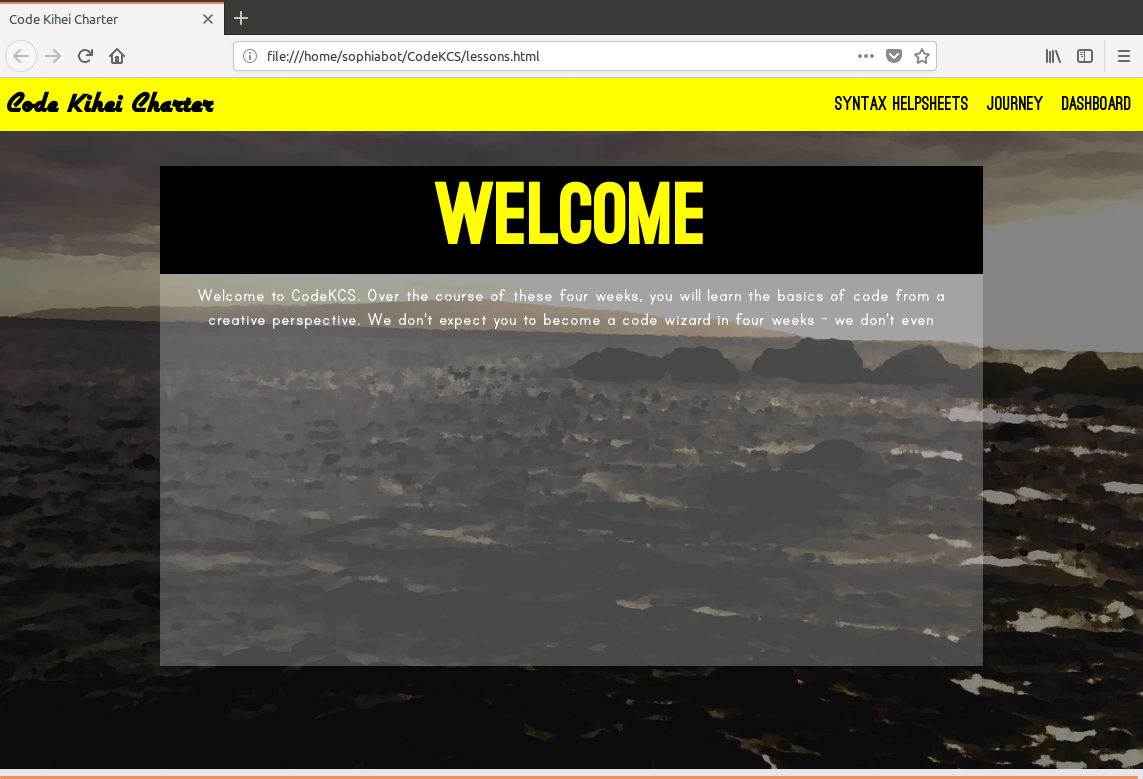 Code Kihei Charter
file:///home/sophiabot/CodeKCS/lessons.html
Code Kihei Charter
SYNTAX HELPSHEETS JOURNEY DASHBOARD
WELCOME
Welcome to CodeKCS. Over the course of these four weeks, you will learn the basics of code from a
creative perspective. We don't expect you to become a code wizard in four weeks - we don't even